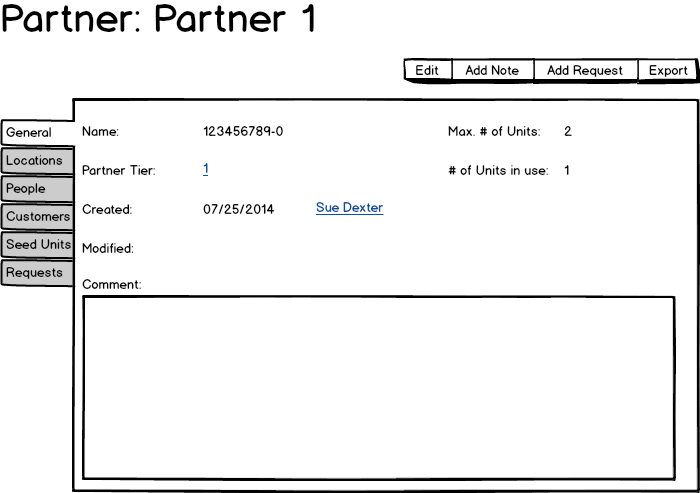 Partner: Partner 1
Edit Add Note Add Request Export
General
Locations
People
Customers
Seed Units
Requests
Name: 123456789-0 Max. # of Units: 2
Partner Tier: 1 # of Units in use: 1
Created: 07/25/2014 Sue Dexter
Modified:
Comment: